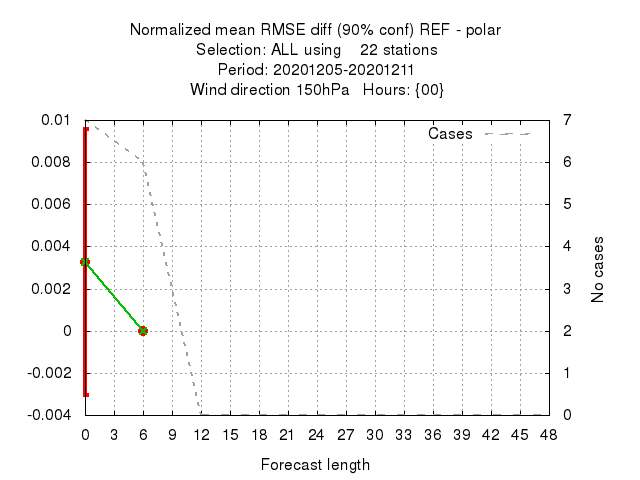 Normalized mean RMSE diff (90% conf) REF - polar
Selection: ALL using    22 stations
Period: 20201205-20201211
Wind direction 150hPa   Hours: {00}
0.01
0.008
0.006
0.004
0.002
0
-0.002
-0.004
Cases
7
6
5
4
3
2
1
0
No cases
0 3 6 9 12 15 18 21 24 27 30 33 36 39 42 45 48
Forecast length